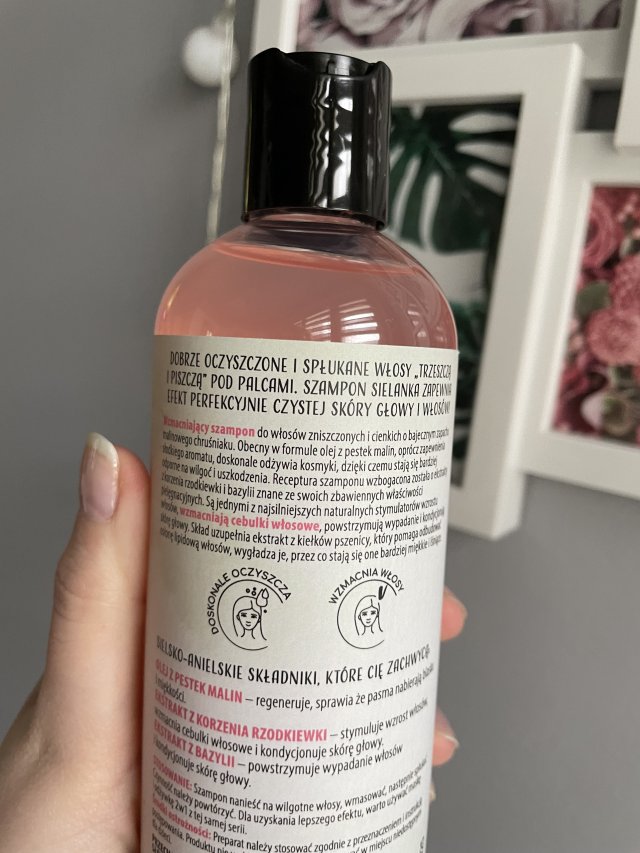 DOBRZE OCZYSZCZONE I SPŁUKANE WŁOSY „TRZESZCZĄ
I PISZCZĄ" POD PALCAMI. SZAMPON SIELANKA ZAPEWNIA
EFEKT PERFEKCYJNIE CZYSTEJ SKÓRY GŁOWY I WŁOSÓW!
Wzmacniający szampon do włosów zniszczonych i cienkich o bajecznym zapachu
malinowego chruśniaku. Obecny w formule olej z pestek malin, oprócz zapewnienia
słodkiego aromatu, doskonale odżywia kosmyki, dzięki czemu stają się bardziej
odporne na wilgoć i uszkodzenia. Receptura szamponu wzbogacona została o ekstrakty
z korzenia rzodkiewki i bazylii znane ze swoich zbawiennych właściwości
pielęgnacyjnych. Są jednymi z najsilniejszych naturalnych stymulatorów wzrostu
włosów, wzmacniają cebulki włosowe, powstrzymują wypadanie i kondycjonują
skórę głowy. Skład uzupełnia ekstrakt z kiełków pszenicy, który pomaga odbudować
osłonę lipidową włosów, wygładza je, przez co stają się one bardziej miękkie i
DOSKONALE OCZYSZCZA
WZMACNIA WŁOSY
SIELSKO-ANIELSKIE SKŁADNIKI, KTÓRE CIĘ ZACHWYCĄ:
OLEJ Z PESTEK MALIN – regeneruje, sprawia że pasma nabierają blasku
i miękkości.
EKSTRAKT Z KORZENIA RZODKIEWKI – stymuluje wzrost włosów,
wzmacnia cebulki włosowe i kondycjonuje skórę głowy.
EKSTRAKT Z BAZYLII – powstrzymuje wypadanie włosów
i kondycjonuje skórę głowy.
STOSOWANIE: Szampon nanieść na wilgotne włosy, wmasować, następnie spłukać.
Czynność należy powtórzyć. Dla uzyskania lepszego efektu, warto używać maskę
odżywkę 2w1 z tej samej serii.
Środki ostrożności: Preparat należy stosować zgodnie z przeznaczeniem i
Produktu w miejscu niedostępnym